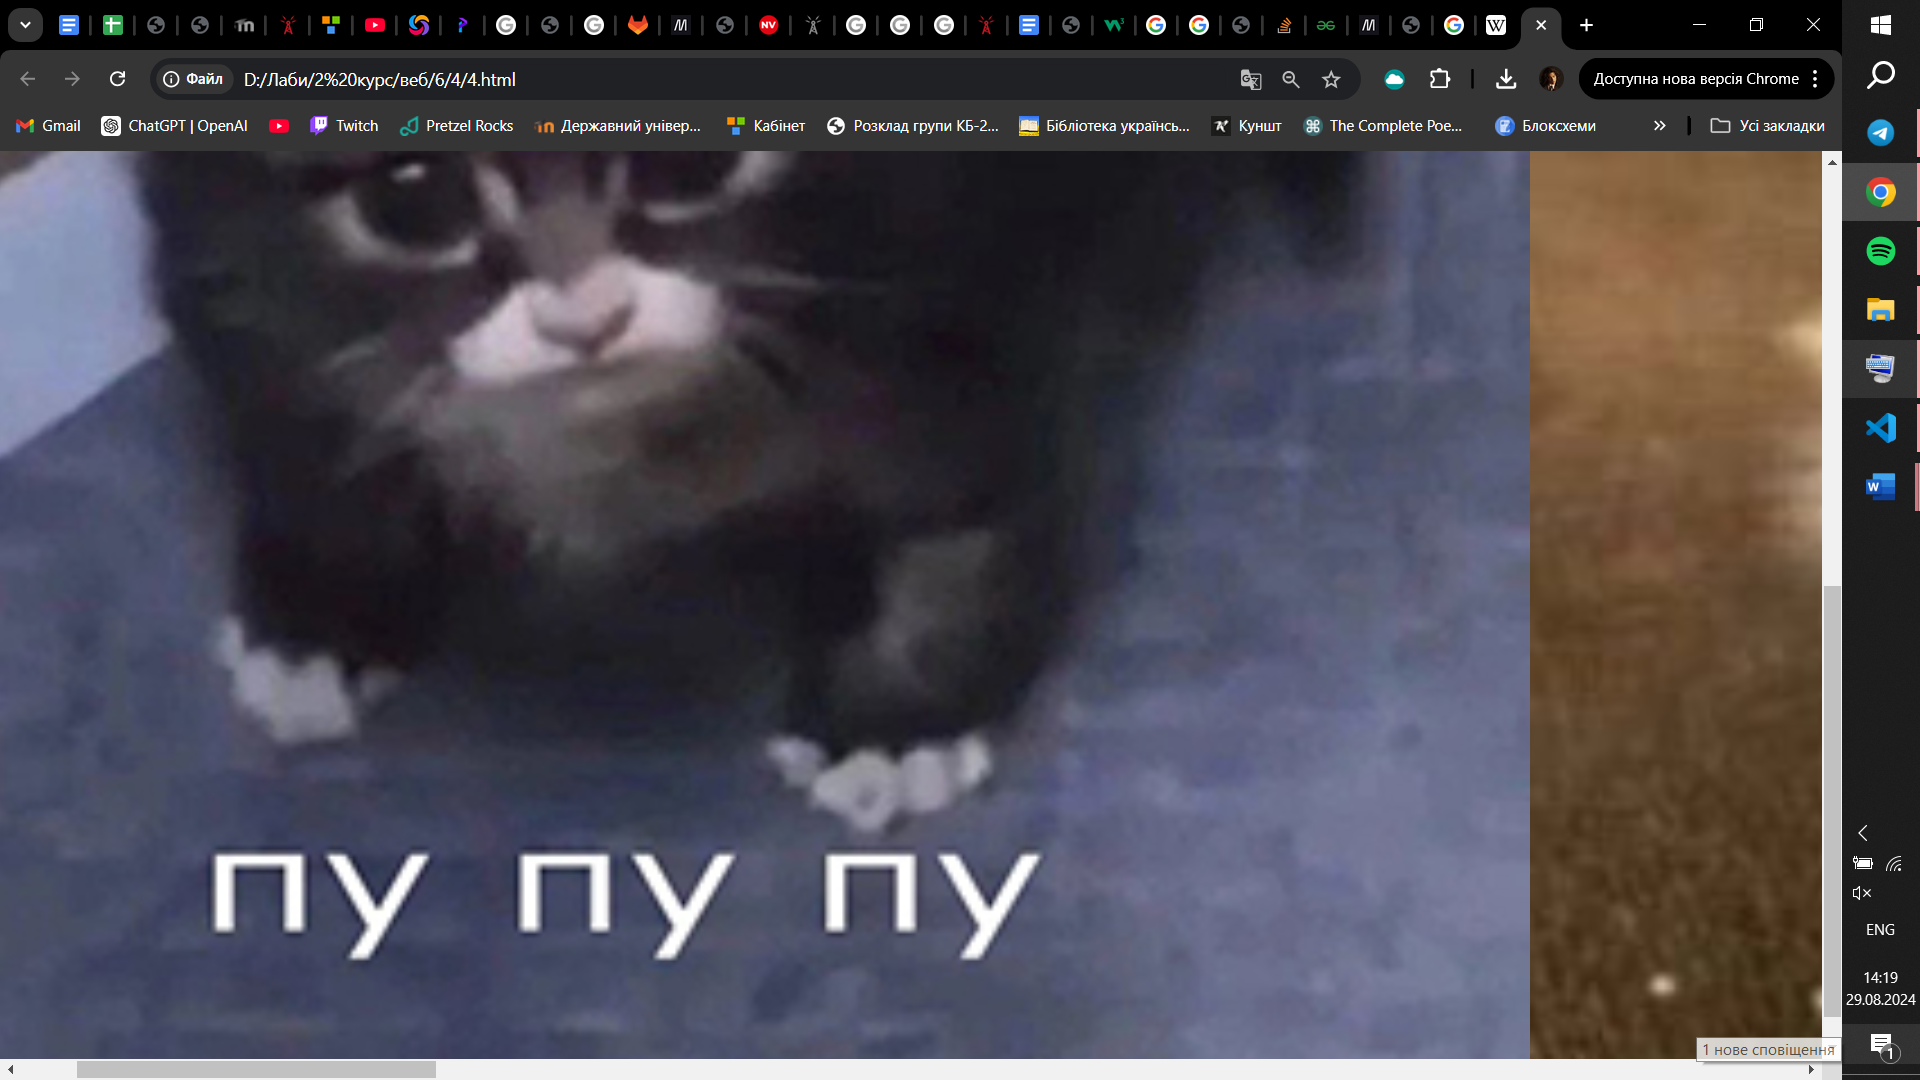 Файл D:/Лаби/2%20курс/веб/6/4/4.html Доступна нова версія Chrome
Gmail ChatGPT | OpenAI Twitch Pretzel Rocks Державний універ... Кабінет Розклад групи КБ-2... Бібліотека українсь... Куншт The Complete Poe... Блоксхеми Усі закладки
пу пу пу
ENG
14:19
29.08.2024
1 нове сповіщення
1